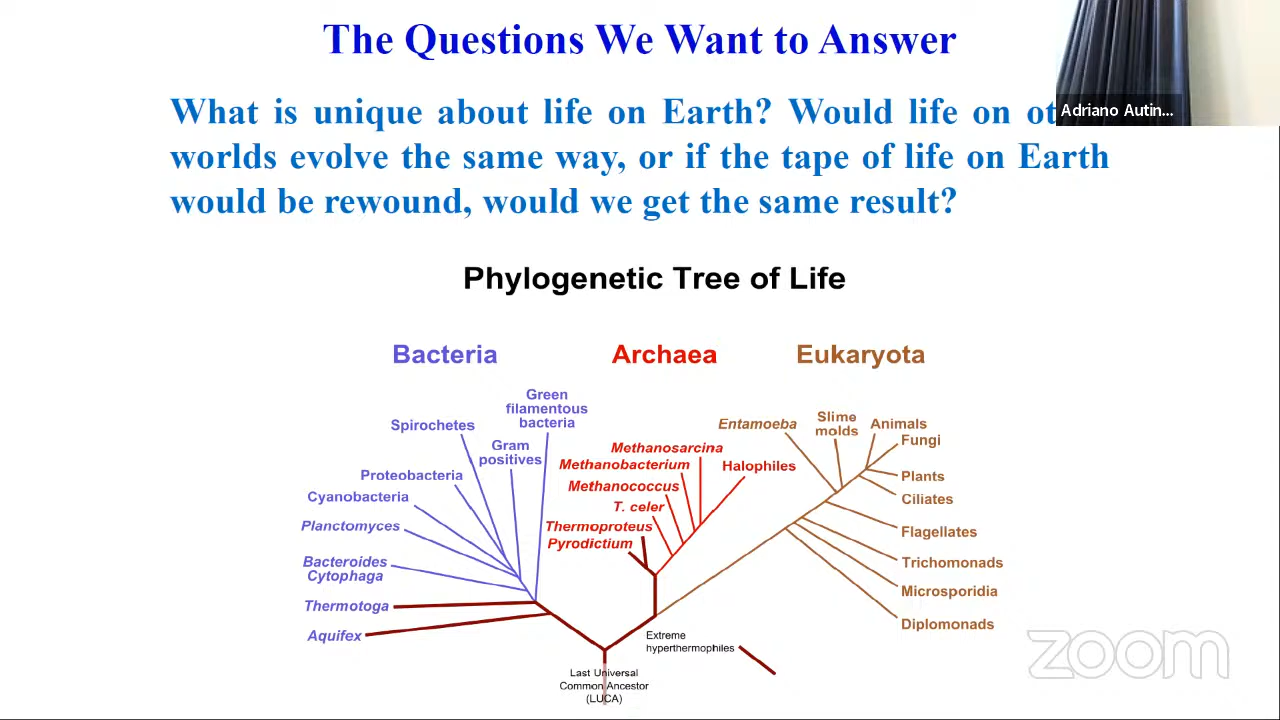 The Questions We Want to Answer
Adriano Autin...
What is unique about life on Earth? Would life on ot
worlds evolve the same way, or if the tape of life on Earth
would be rewound, would we get the same result?
Phylogenetic Tree of Life
Bacteria
Archaea
Eukaryota
Green
filamentous
bacteria
Spirochetes
Gram
positives
Proteobacteria
Cyanobacteria
Planctomyces
Bacteroides
Cytophaga
Thermotoga
Aquifex
Methanosarcina
Methanobacterium
Halophiles
Methanococcus
T. celer
Thermoproteus
Pyrodictium
Entamoeba
Slime
molds
Animals
Fungi
Plants
Ciliates
Flagellates
Trichomonads
Microsporidia
Diplomonads
Extreme
hyperthermophiles
Last Universal
Common Ancestor
(LUCA)
zoom